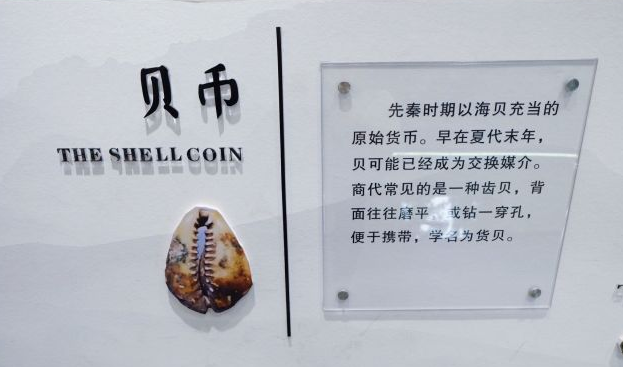 贝币
THE SHELL COIN
先秦时期以海贝充当的
原始货币。早在夏代末年，
贝可能已经成为交换媒介。
商代常见的是一种齿贝，背
面往往磨平，或钻一穿孔，
便于携带，学名为货贝。